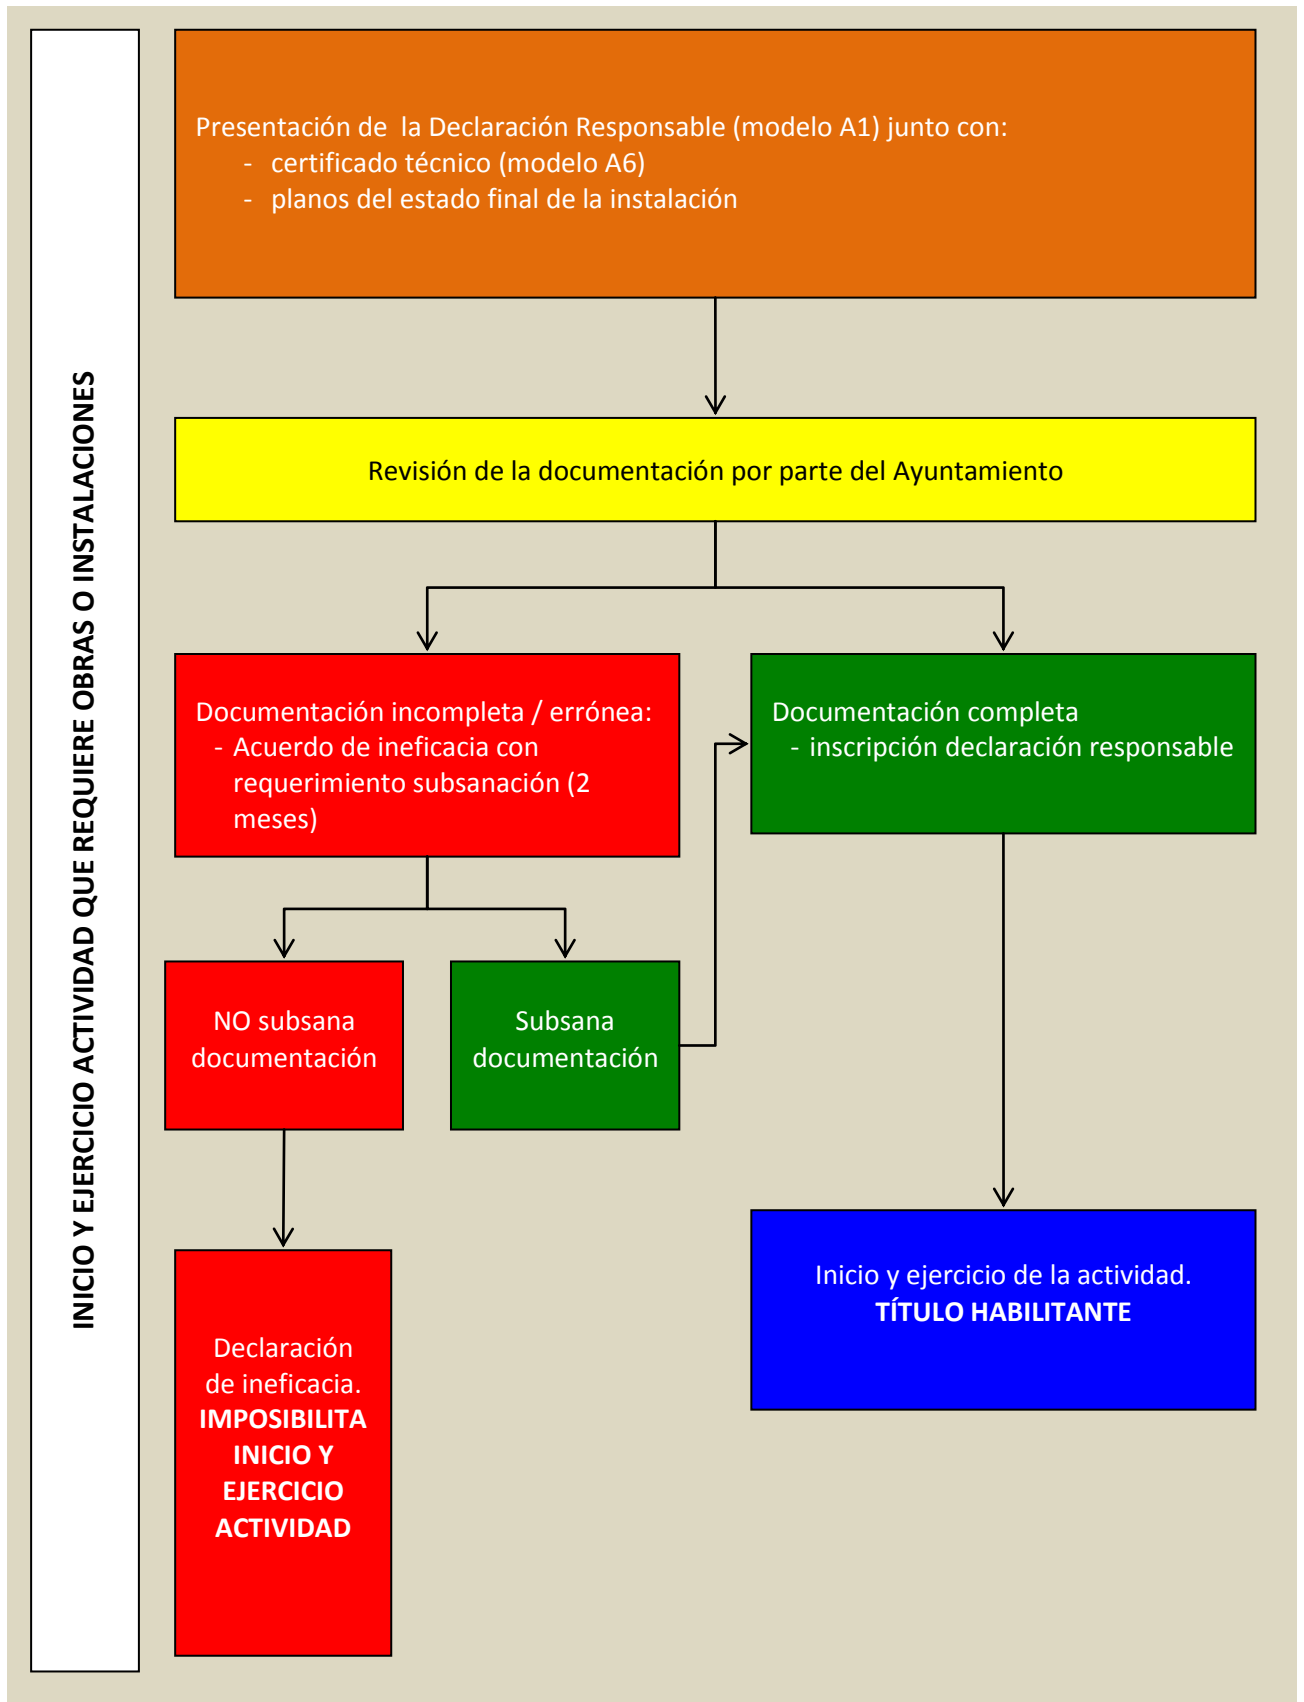 INICIO Y EJERCICIO ACTIVIDAD QUE REQUIERE OBRAS O INSTALACIONES
Presentación de la Declaración Responsable (modelo A1) junto con:
- certificado técnico (modelo A6)
- planos del estado final de la instalación
Revisión de la documentación por parte del Ayuntamiento
Documentación incompleta / errónea:
- Acuerdo de ineficacia con
requerimiento subsanación (2
meses)
Documentación completa
- inscripción declaración responsable
NO subsana
documentación
Subsana
documentación
Declaración
de ineficacia.
IMPOSIBILITA
INICIO Y
EJERCICIO
ACTIVIDAD
Inicio y ejercicio de la actividad.
TÍTULO HABILITANTE